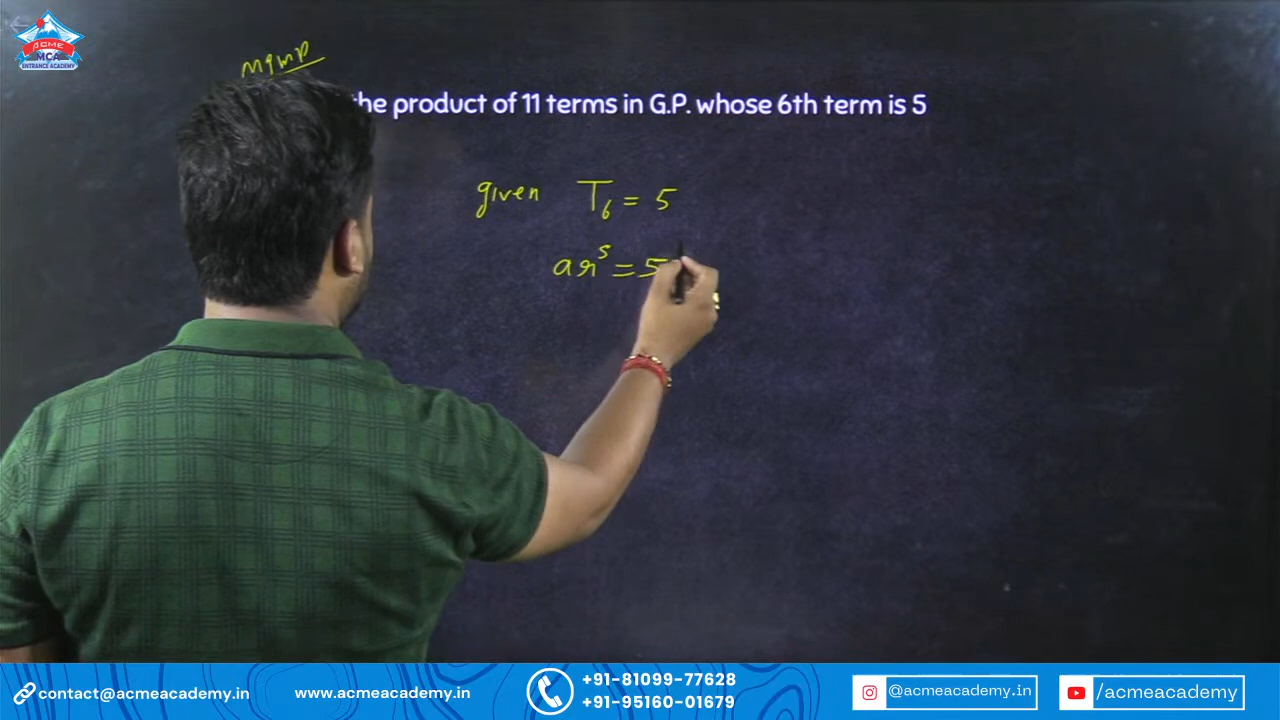 ACME
MCA
ENTRANCE ACADEMY
the product of 11 terms in G.P. whose 6th term is 5
given T₆ = 5
ar⁵ = 5
contact@acmeacademy.in
www.acmeacademy.in
+91-81099-77628
+91-95160-01679
@acmeacademy.in
/acmeacademy